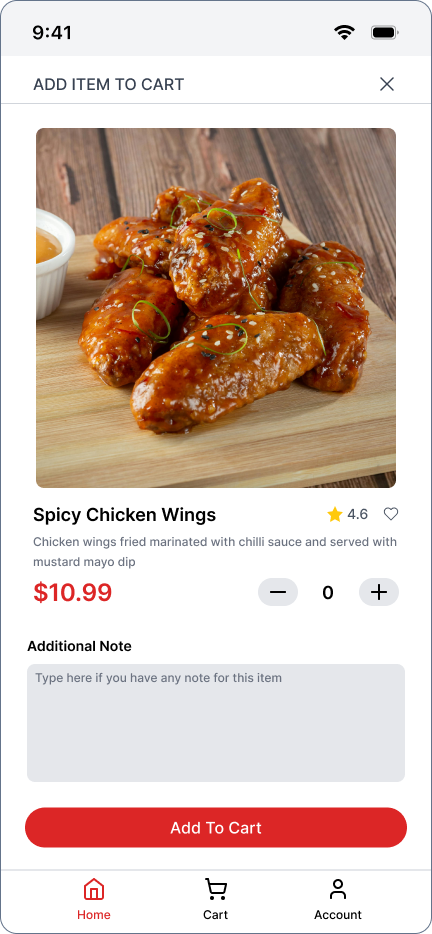 9:41
ADD ITEM TO CART
Spicy Chicken Wings
4.6
Chicken wings fried marinated with chilli sauce and served with
mustard mayo dip
$10.99
0
Additional Note
Type here if you have any note for this item
Add To Cart
Home
Cart
Account